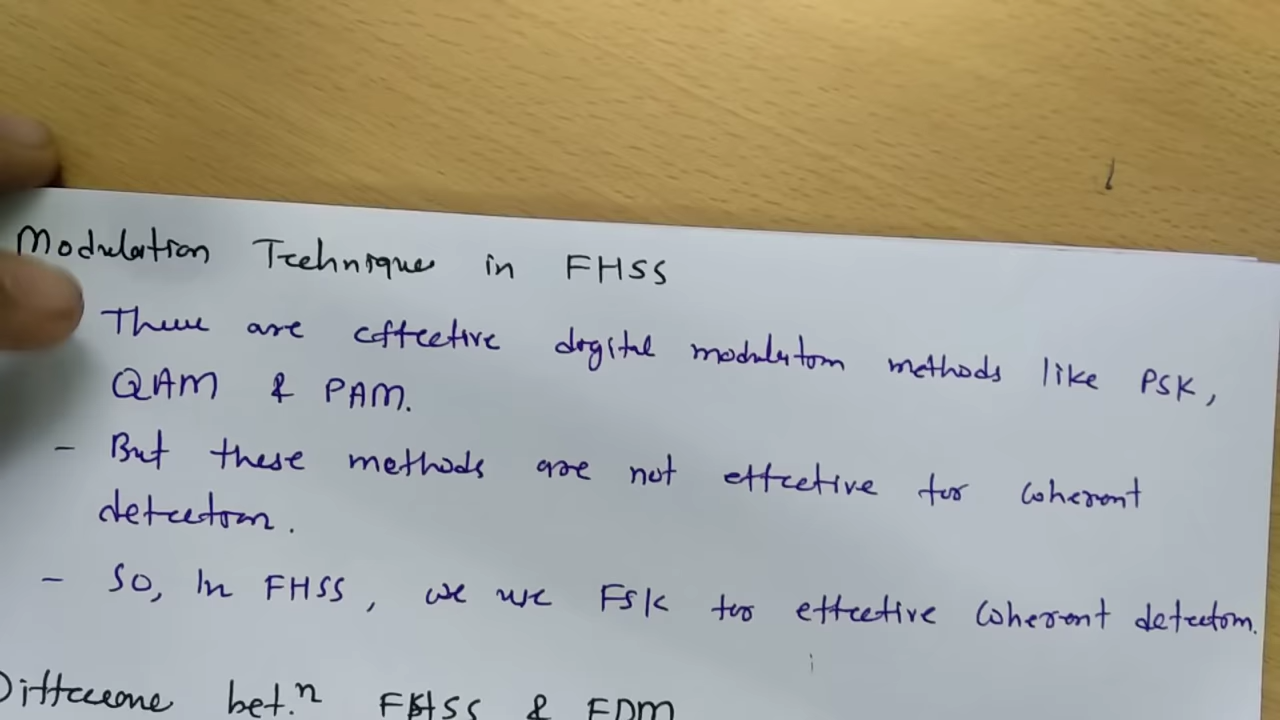 Modulation Technique in FHSS
There are effective digital modulation methods like PSK,
QAM & PAM.
- But these methods are not effective for coherent
detection.
- So, In FHSS, we use FSK for effective coherent detection.
Difference bet.n FHSS & FDM